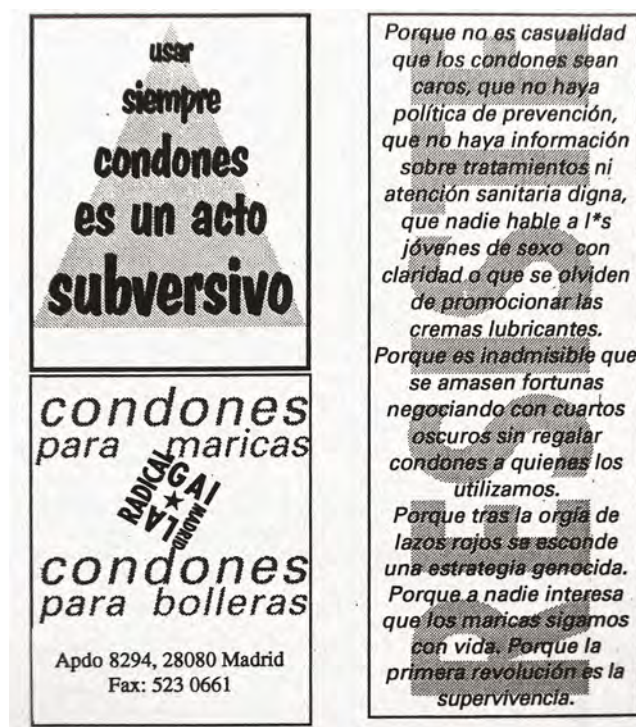 usar
siempre
condones
es un acto
subversivo
condones
para maricas
LA
RADICAL
GAI
MADRID
condones
para bolleras
Apdo 8294, 28080 Madrid
Fax: 523 0661
RESISTE
Porque no es casualidad
que los condones sean
caros, que no haya
política de prevención,
que no haya información
sobre tratamientos ni
atención sanitaria digna,
que nadie hable a l*s
jóvenes de sexo con
claridad o que se olviden
de promocionar las
cremas lubricantes.
Porque es inadmisible que
se amasen fortunas
negociando con cuartos
oscuros sin regalar
condones a quienes los
utilizamos.
Porque tras la orgía de
lazos rojos se esconde
una estrategia genocida.
Porque a nadie interesa
que los maricas sigamos
con vida. Porque la
primera revolución es la
supervivencia.